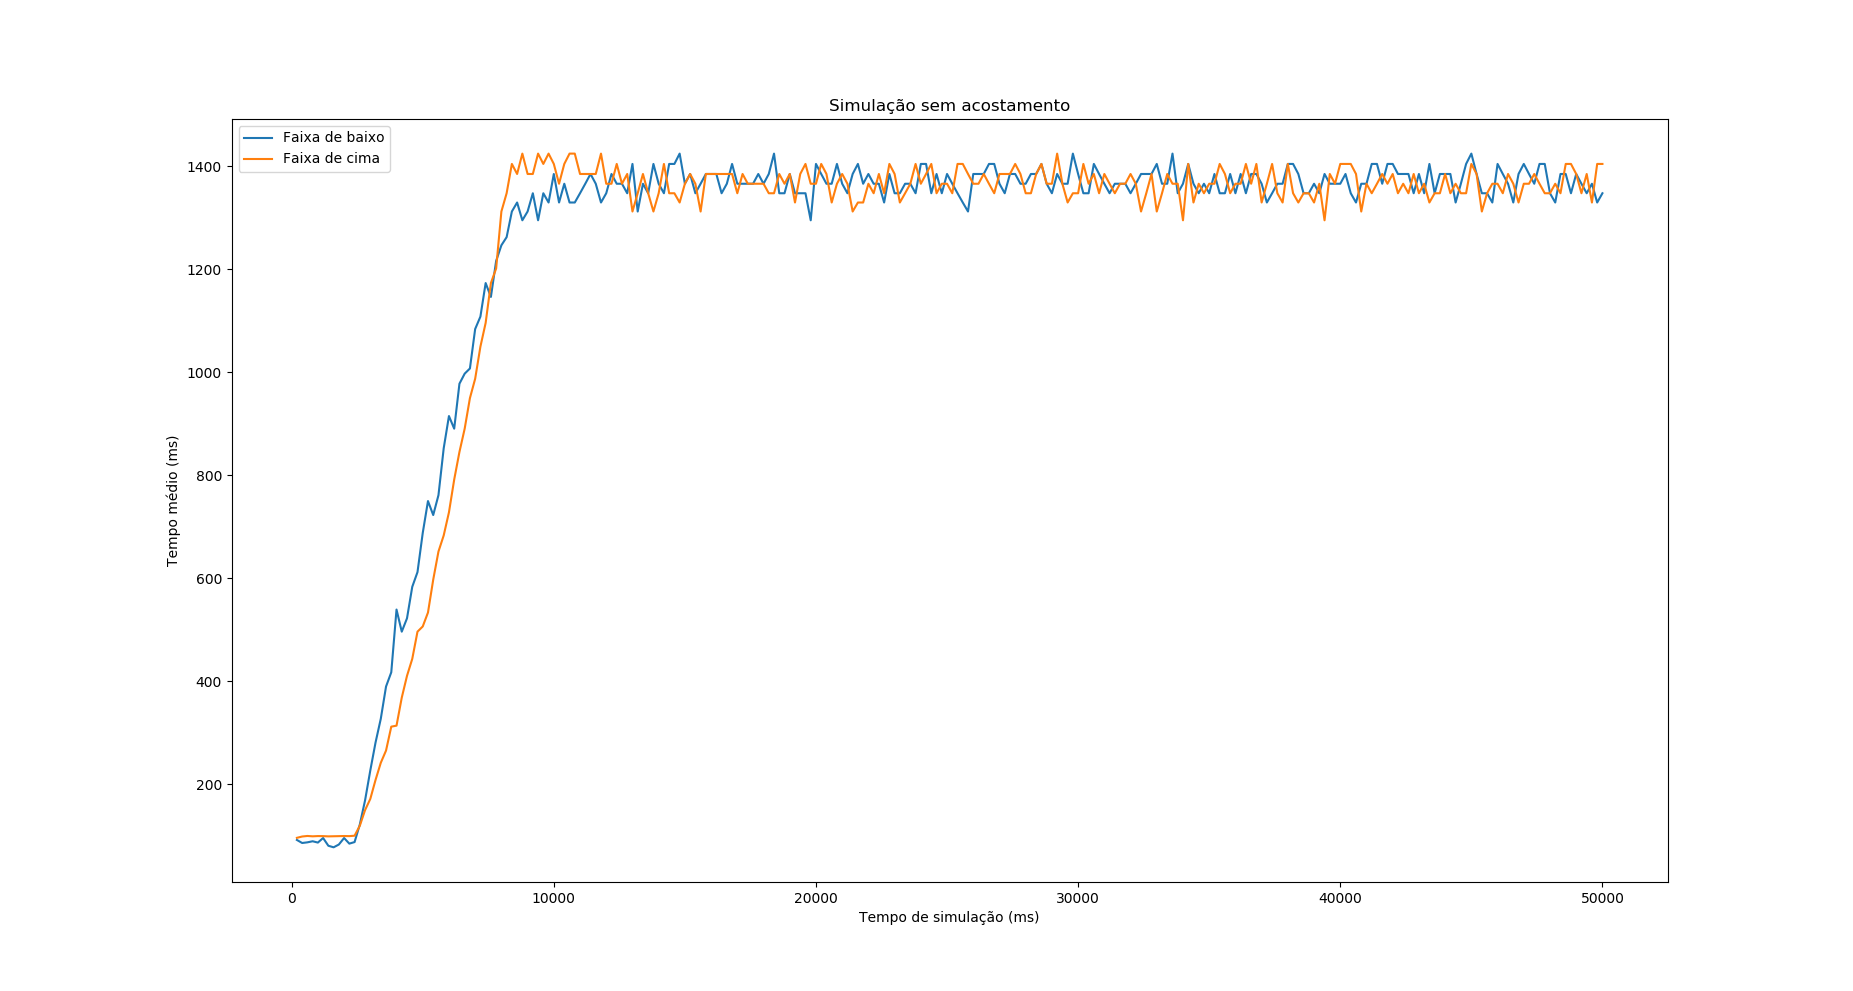 Simulação sem acostamento
Faixa de baixo
Faixa de cima
Tempo médio (ms)
1400
1200
1000
800
600
400
200
0 10000 20000 30000 40000 50000
Tempo de simulação (ms)